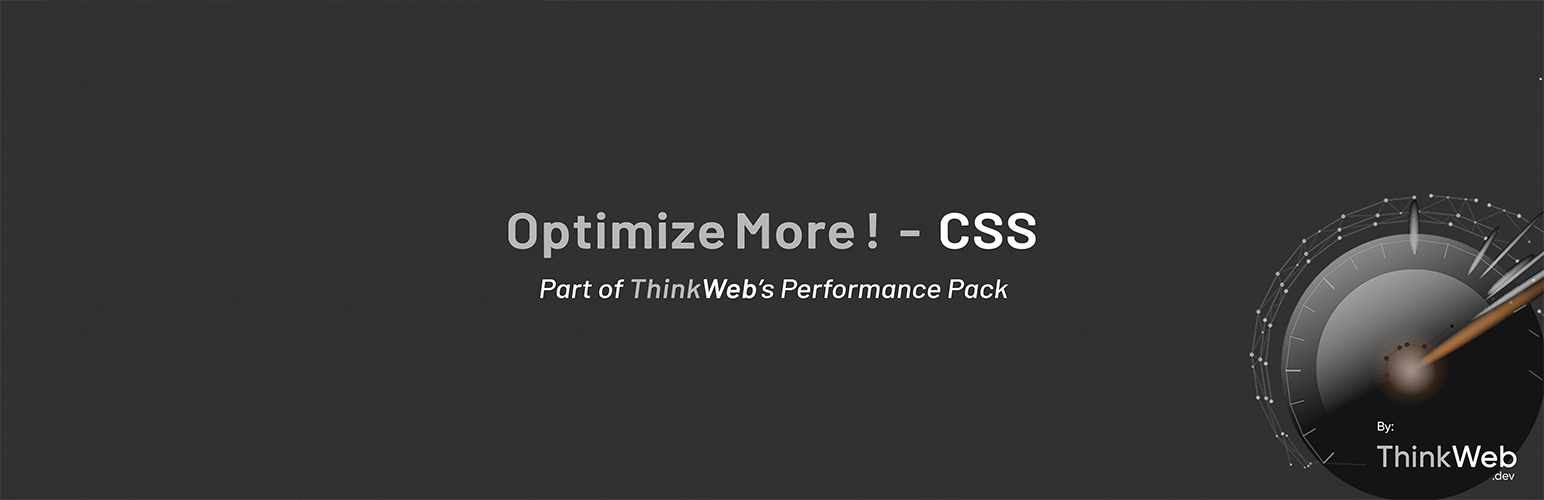 Optimize More ! - CSS
Part of ThinkWeb's Performance Pack
By:
ThinkWeb
.dev